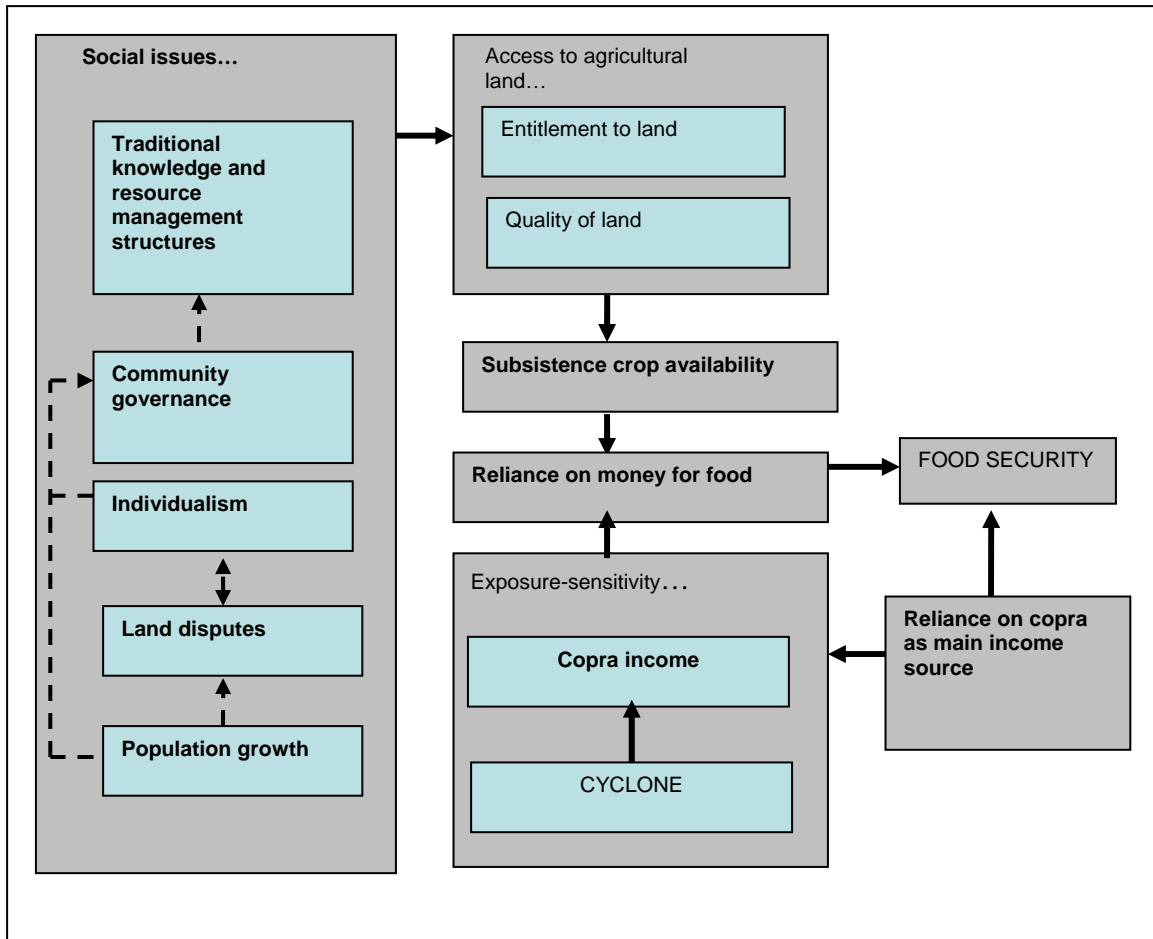 Social issues…
Traditional
knowledge and
resource
management
structures
Community
governance
Individualism
Land disputes
Population growth
Access to agricultural
land…
Entitlement to land
Quality of land
Subsistence crop availability
Reliance on money for food
Exposure-sensitivity…
Copra income
CYCLONE
FOOD SECURITY
Reliance on copra
as main income
source